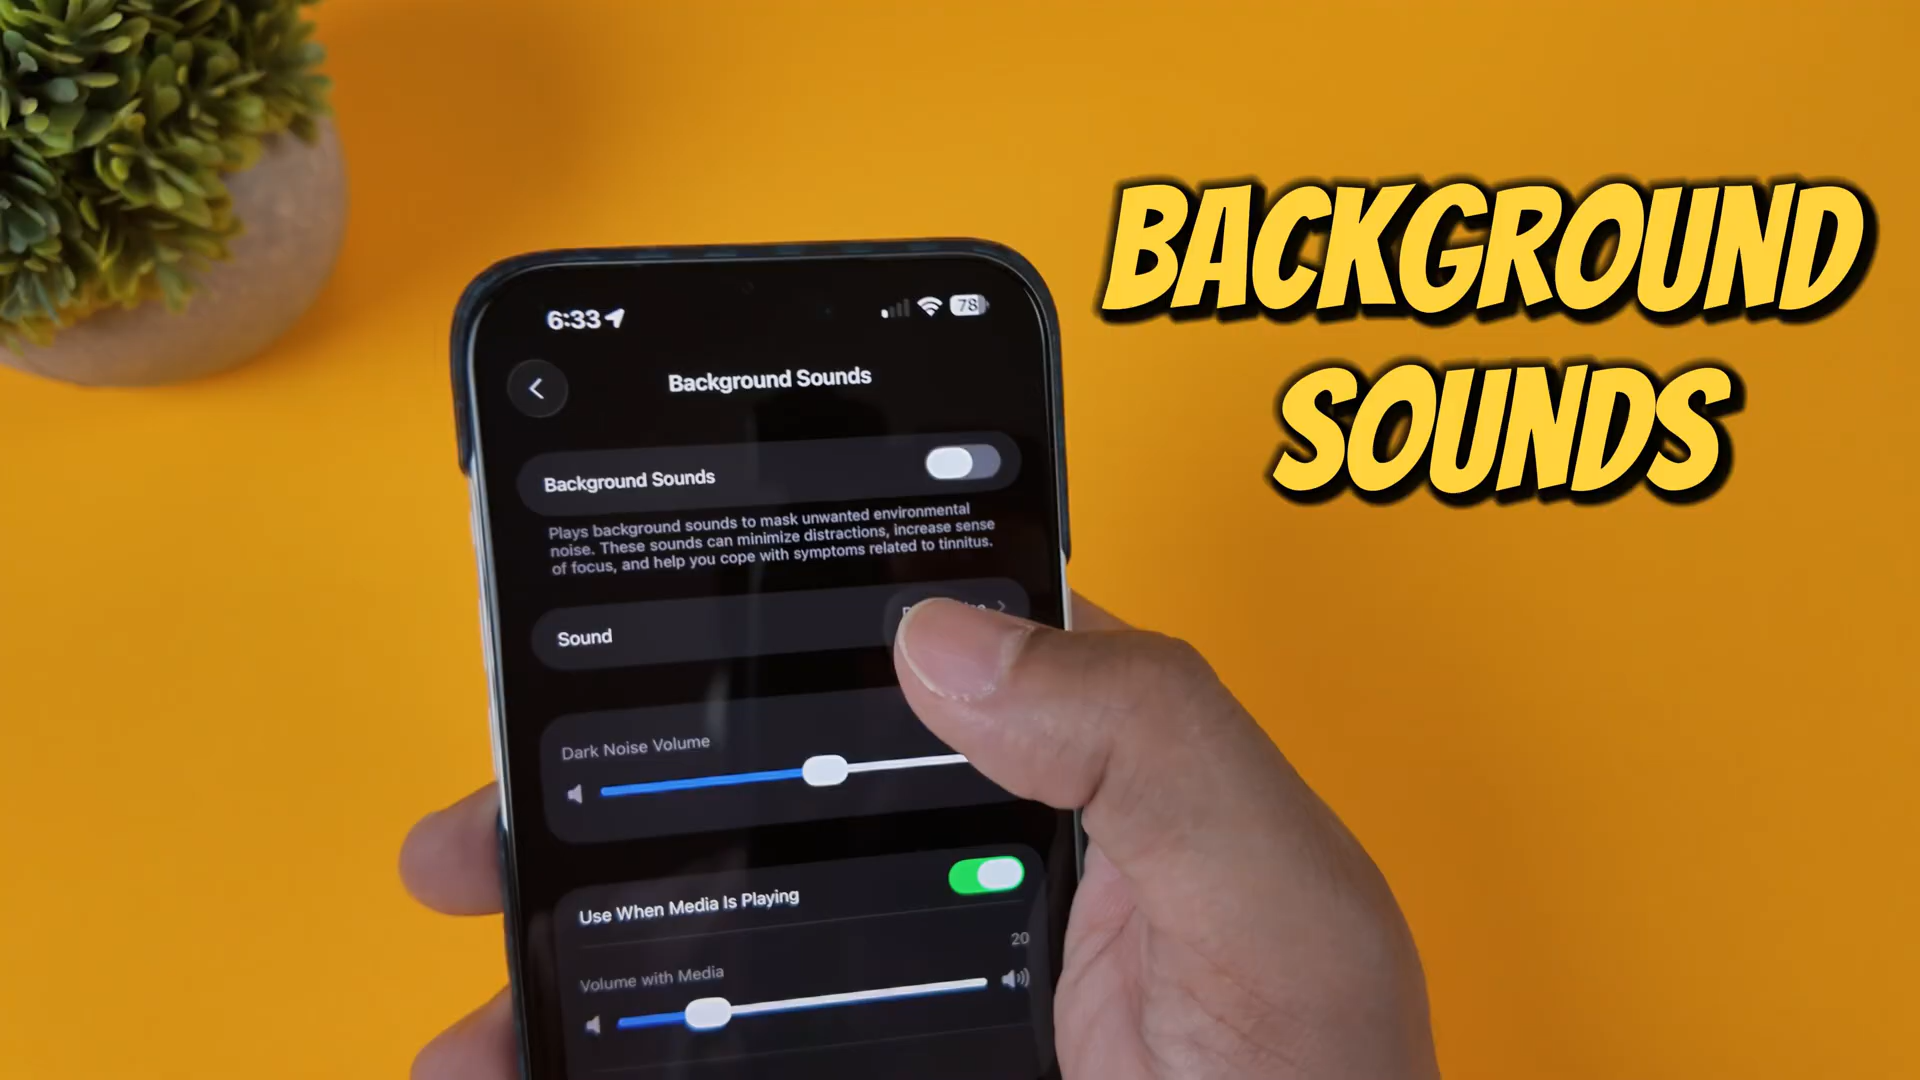 BACKGROUND
SOUNDS
6:33
78
Background Sounds
Background Sounds
Plays background sounds to mask unwanted environmental
noise. These sounds can minimize distractions, increase sense
of focus, and help you cope with symptoms related to tinnitus.
Sound
Dark Noise Volume
Use When Media Is Playing
20
Volume with Media